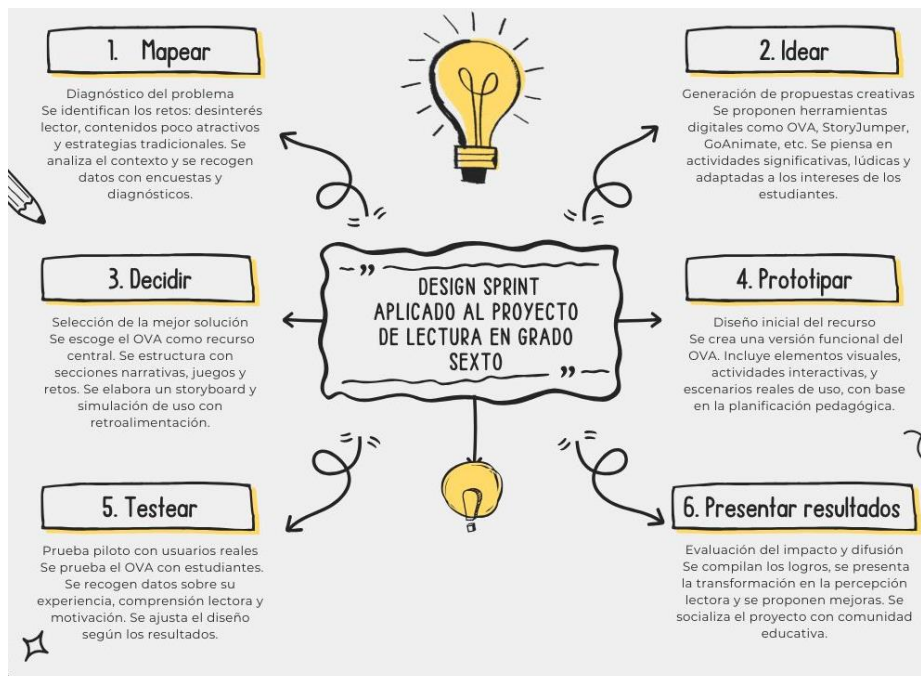 1. Mapear
Diagnóstico del problema
Se identifican los retos: desinterés
lector, contenidos poco atractivos
y estrategias tradicionales. Se
analiza el contexto y se recogen
datos con encuestas y
diagnósticos.
2. Idear
Generación de propuestas creativas
Se proponen herramientas
digitales como OVA, StoryJumper,
GoAnimate, etc. Se piensa en
actividades significativas, lúdicas y
adaptadas a los intereses de los
estudiantes.
DESIGN SPRINT
APLICADO AL PROYECTO
DE LECTURA EN GRADO
SEXTO
3. Decidir
Selección de la mejor solución
Se escoge el OVA como recurso
central. Se estructura con
secciones narrativas, juegos y
retos. Se elabora un storyboard y
simulación de uso con
retroalimentación.
4. Prototipar
Diseño inicial del recurso
Se crea una versión funcional del
OVA. Incluye elementos visuales,
actividades interactivas, y
escenarios reales de uso, con base
en la planificación pedagógica.
5. Testear
Prueba piloto con usuarios reales
Se prueba el OVA con estudiantes.
Se recogen datos sobre su
experiencia, comprensión lectora y
motivación. Se ajusta el diseño
según los resultados.
6. Presentar resultados
Evaluación del impacto y difusión
Se compilan los logros, se presenta
la transformación en la percepción
lectora y se proponen mejoras. Se
socializa el proyecto con comunidad
educativa.